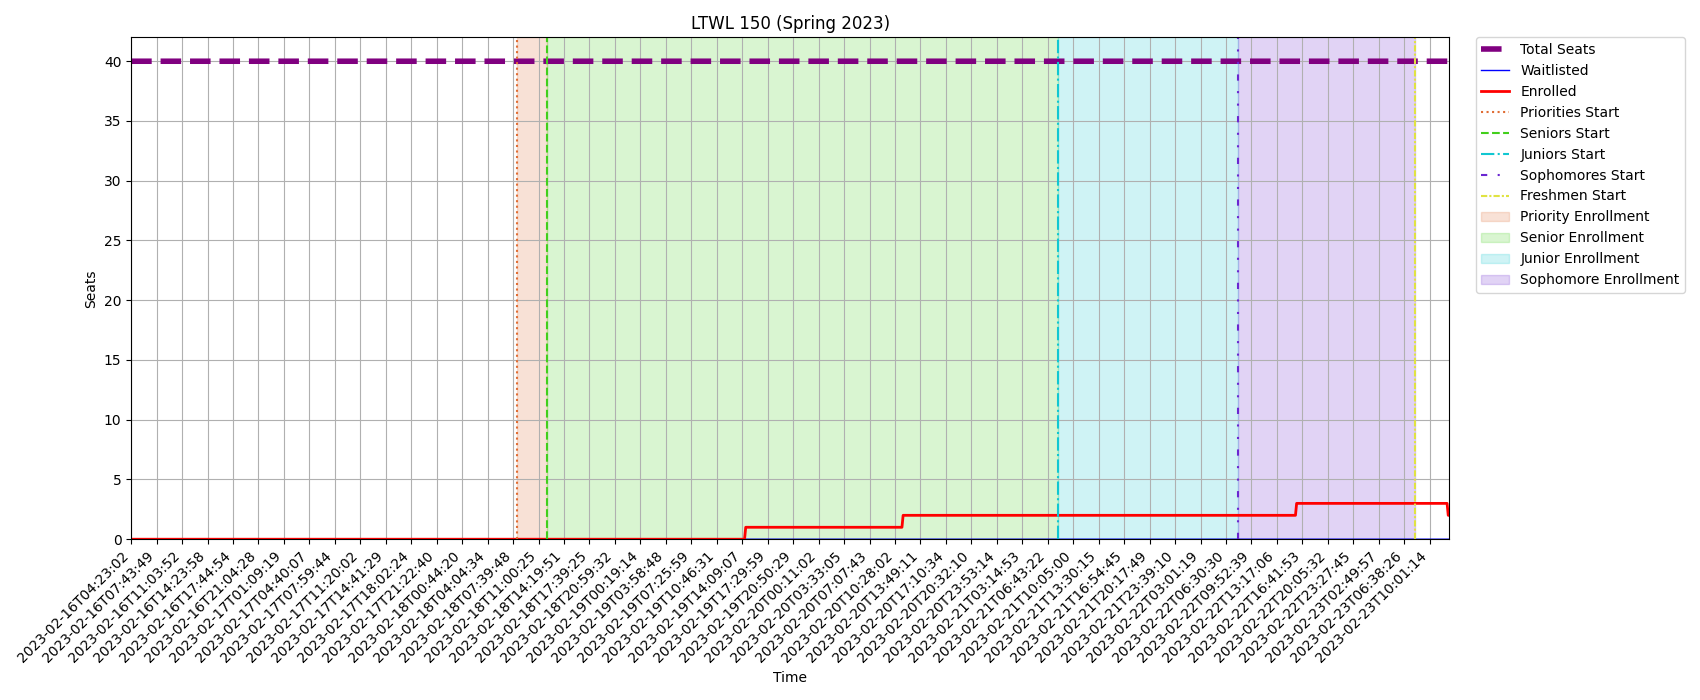 LTWL 150 (Spring 2023)
Seats
40
35
30
25
20
15
10
5
0
2023-02-16T04:23:02
2023-02-16T07:43:49
2023-02-16T11:03:52
2023-02-16T14:23:58
2023-02-16T17:44:54
2023-02-16T21:04:28
2023-02-17T01:09:19
2023-02-17T04:40:07
2023-02-17T07:59:44
2023-02-17T11:20:02
2023-02-17T14:41:29
2023-02-17T18:02:24
2023-02-17T21:22:40
2023-02-18T00:44:20
2023-02-18T04:04:34
2023-02-18T07:39:48
2023-02-18T11:00:25
2023-02-18T14:19:51
2023-02-18T17:39:25
2023-02-18T20:59:32
2023-02-19T00:19:14
2023-02-19T03:58:48
2023-02-19T07:25:59
2023-02-19T10:46:31
2023-02-19T14:09:07
2023-02-19T17:29:59
2023-02-19T20:50:29
2023-02-20T00:11:02
2023-02-20T03:33:05
2023-02-20T07:07:43
2023-02-20T10:28:02
2023-02-20T13:49:11
2023-02-20T17:10:34
2023-02-20T20:32:10
2023-02-20T23:53:14
2023-02-21T03:14:53
2023-02-21T06:43:22
2023-02-21T10:05:00
2023-02-21T13:30:15
2023-02-21T16:54:45
2023-02-21T20:17:49
2023-02-21T23:39:10
2023-02-22T03:01:19
2023-02-22T06:30:30
2023-02-22T09:52:39
2023-02-22T13:17:06
2023-02-22T16:41:53
2023-02-22T20:05:32
2023-02-22T23:27:45
2023-02-23T02:49:57
2023-02-23T06:38:26
2023-02-23T10:01:14
Time
Total Seats
Waitlisted
Enrolled
Priorities Start
Seniors Start
Juniors Start
Sophomores Start
Freshmen Start
Priority Enrollment
Senior Enrollment
Junior Enrollment
Sophomore Enrollment